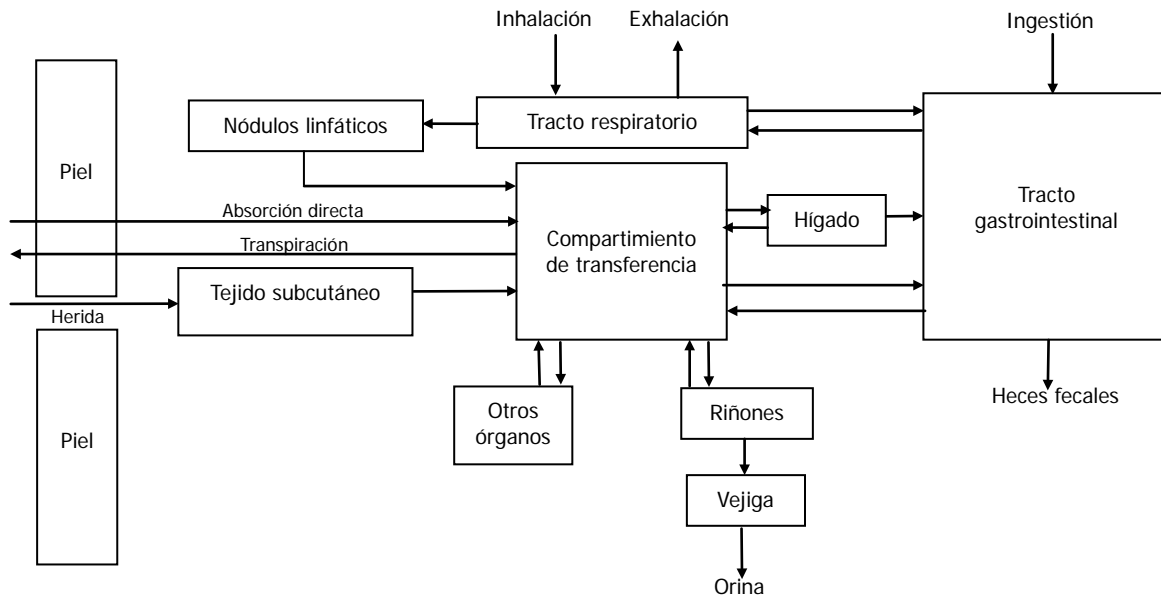 Inhalación
Exhalación
Ingestión
Nódulos linfáticos
Tracto respiratorio
Piel
Absorción directa
Transpiración
Compartimiento
de transferencia
Hígado
Tracto
gastrointestinal
Tejido subcutáneo
Herida
Otros
órganos
Riñones
Heces fecales
Piel
Vejiga
Orina